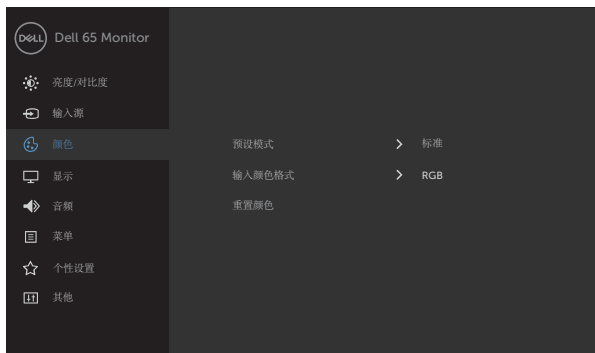 DELL Dell 65 Monitor
亮度/对比度
输入源
颜色
预设模式 标准
显示
输入颜色格式 RGB
音频
重置颜色
菜单
个性设置
其他